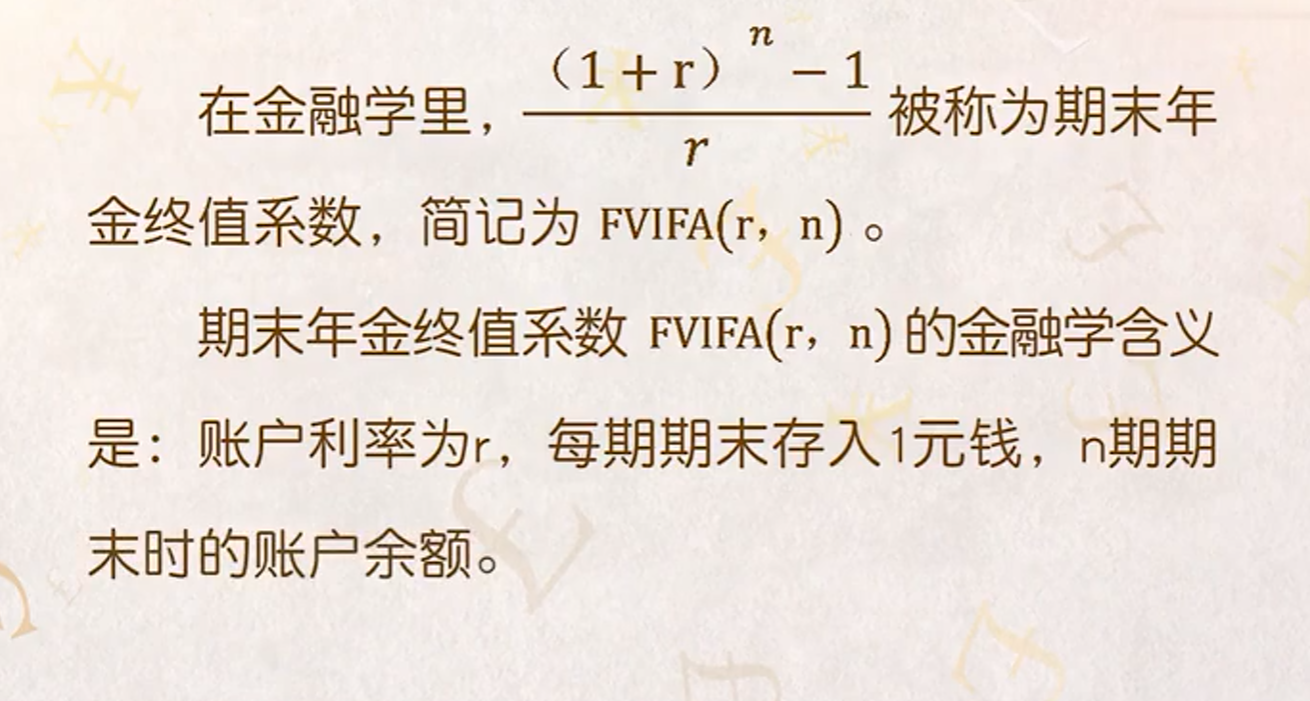 在金融学里，$\frac{（1+r）^n-1}{r}$ 被称为期末年
金终值系数，简记为 FVIFA(r，n) 。
期末年金终值系数 FVIFA(r，n) 的金融学含义
是：账户利率为r，每期期末存入1元钱，n期期
末时的账户余额。